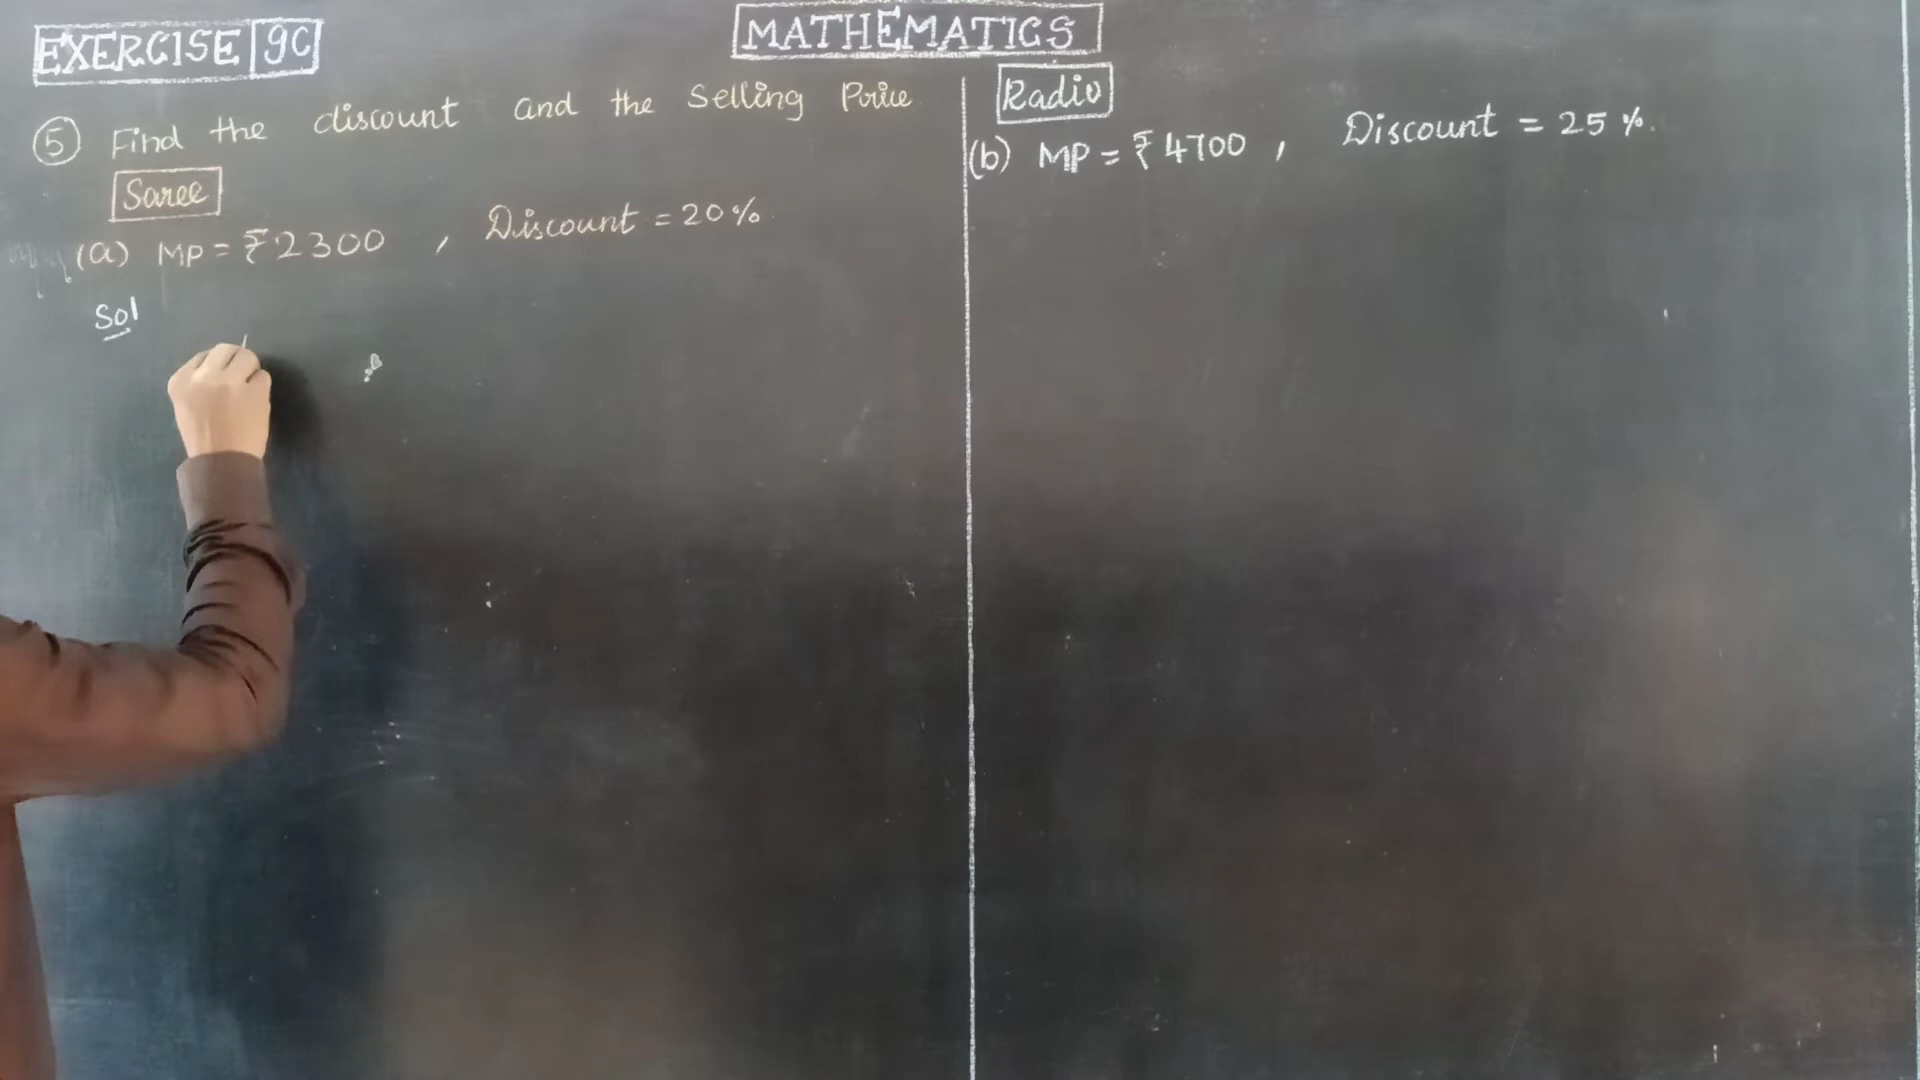 EXERCISE 9C
MATHEMATICS
5 Find the discount and the Selling Price
Saree
(a) MP = ₹2300 , Discount = 20%.
Sol
Radio
(b) MP = ₹4700 , Discount = 25%.